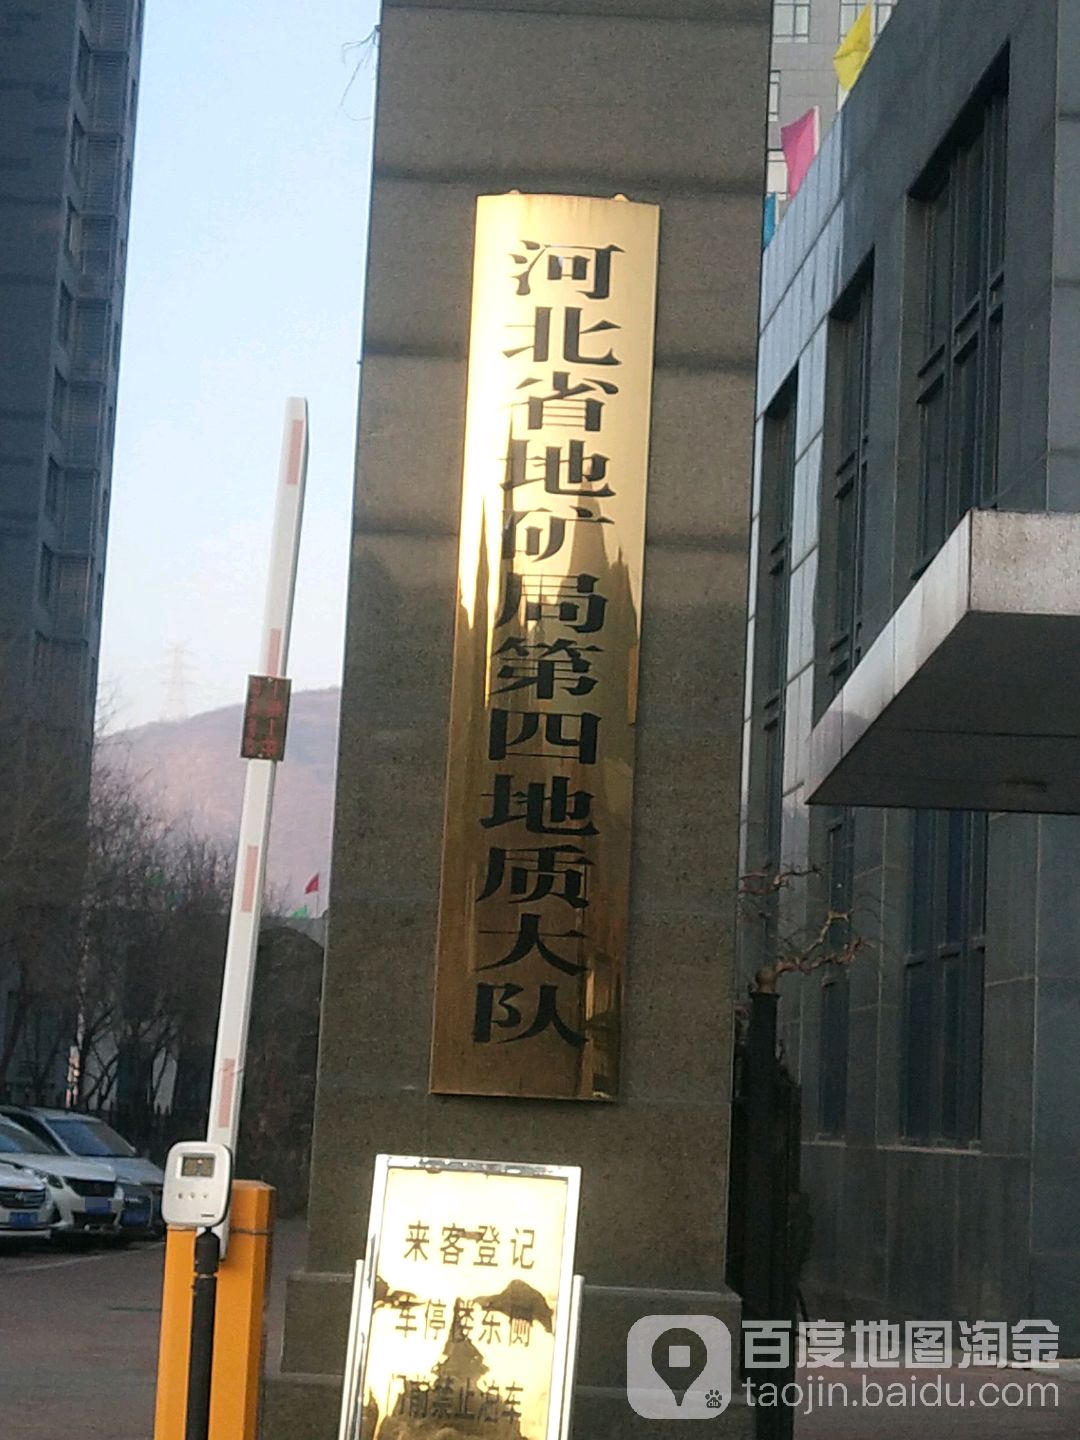 河北省地矿局第四地质大队
来客登记
车停楼东侧
门前禁止泊车
百度地图淘金
taojin.baidu.com